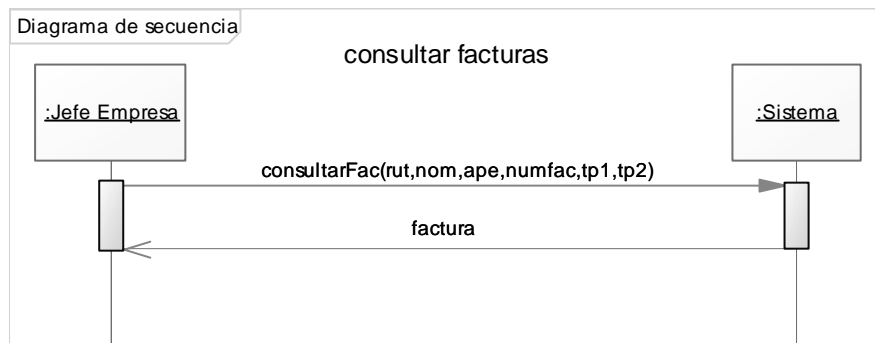 Diagrama de secuencia
consultar facturas
:Jefe Empresa
:Sistema
consultarFac(rut,nom,ape,numfac,tp1,tp2)
factura